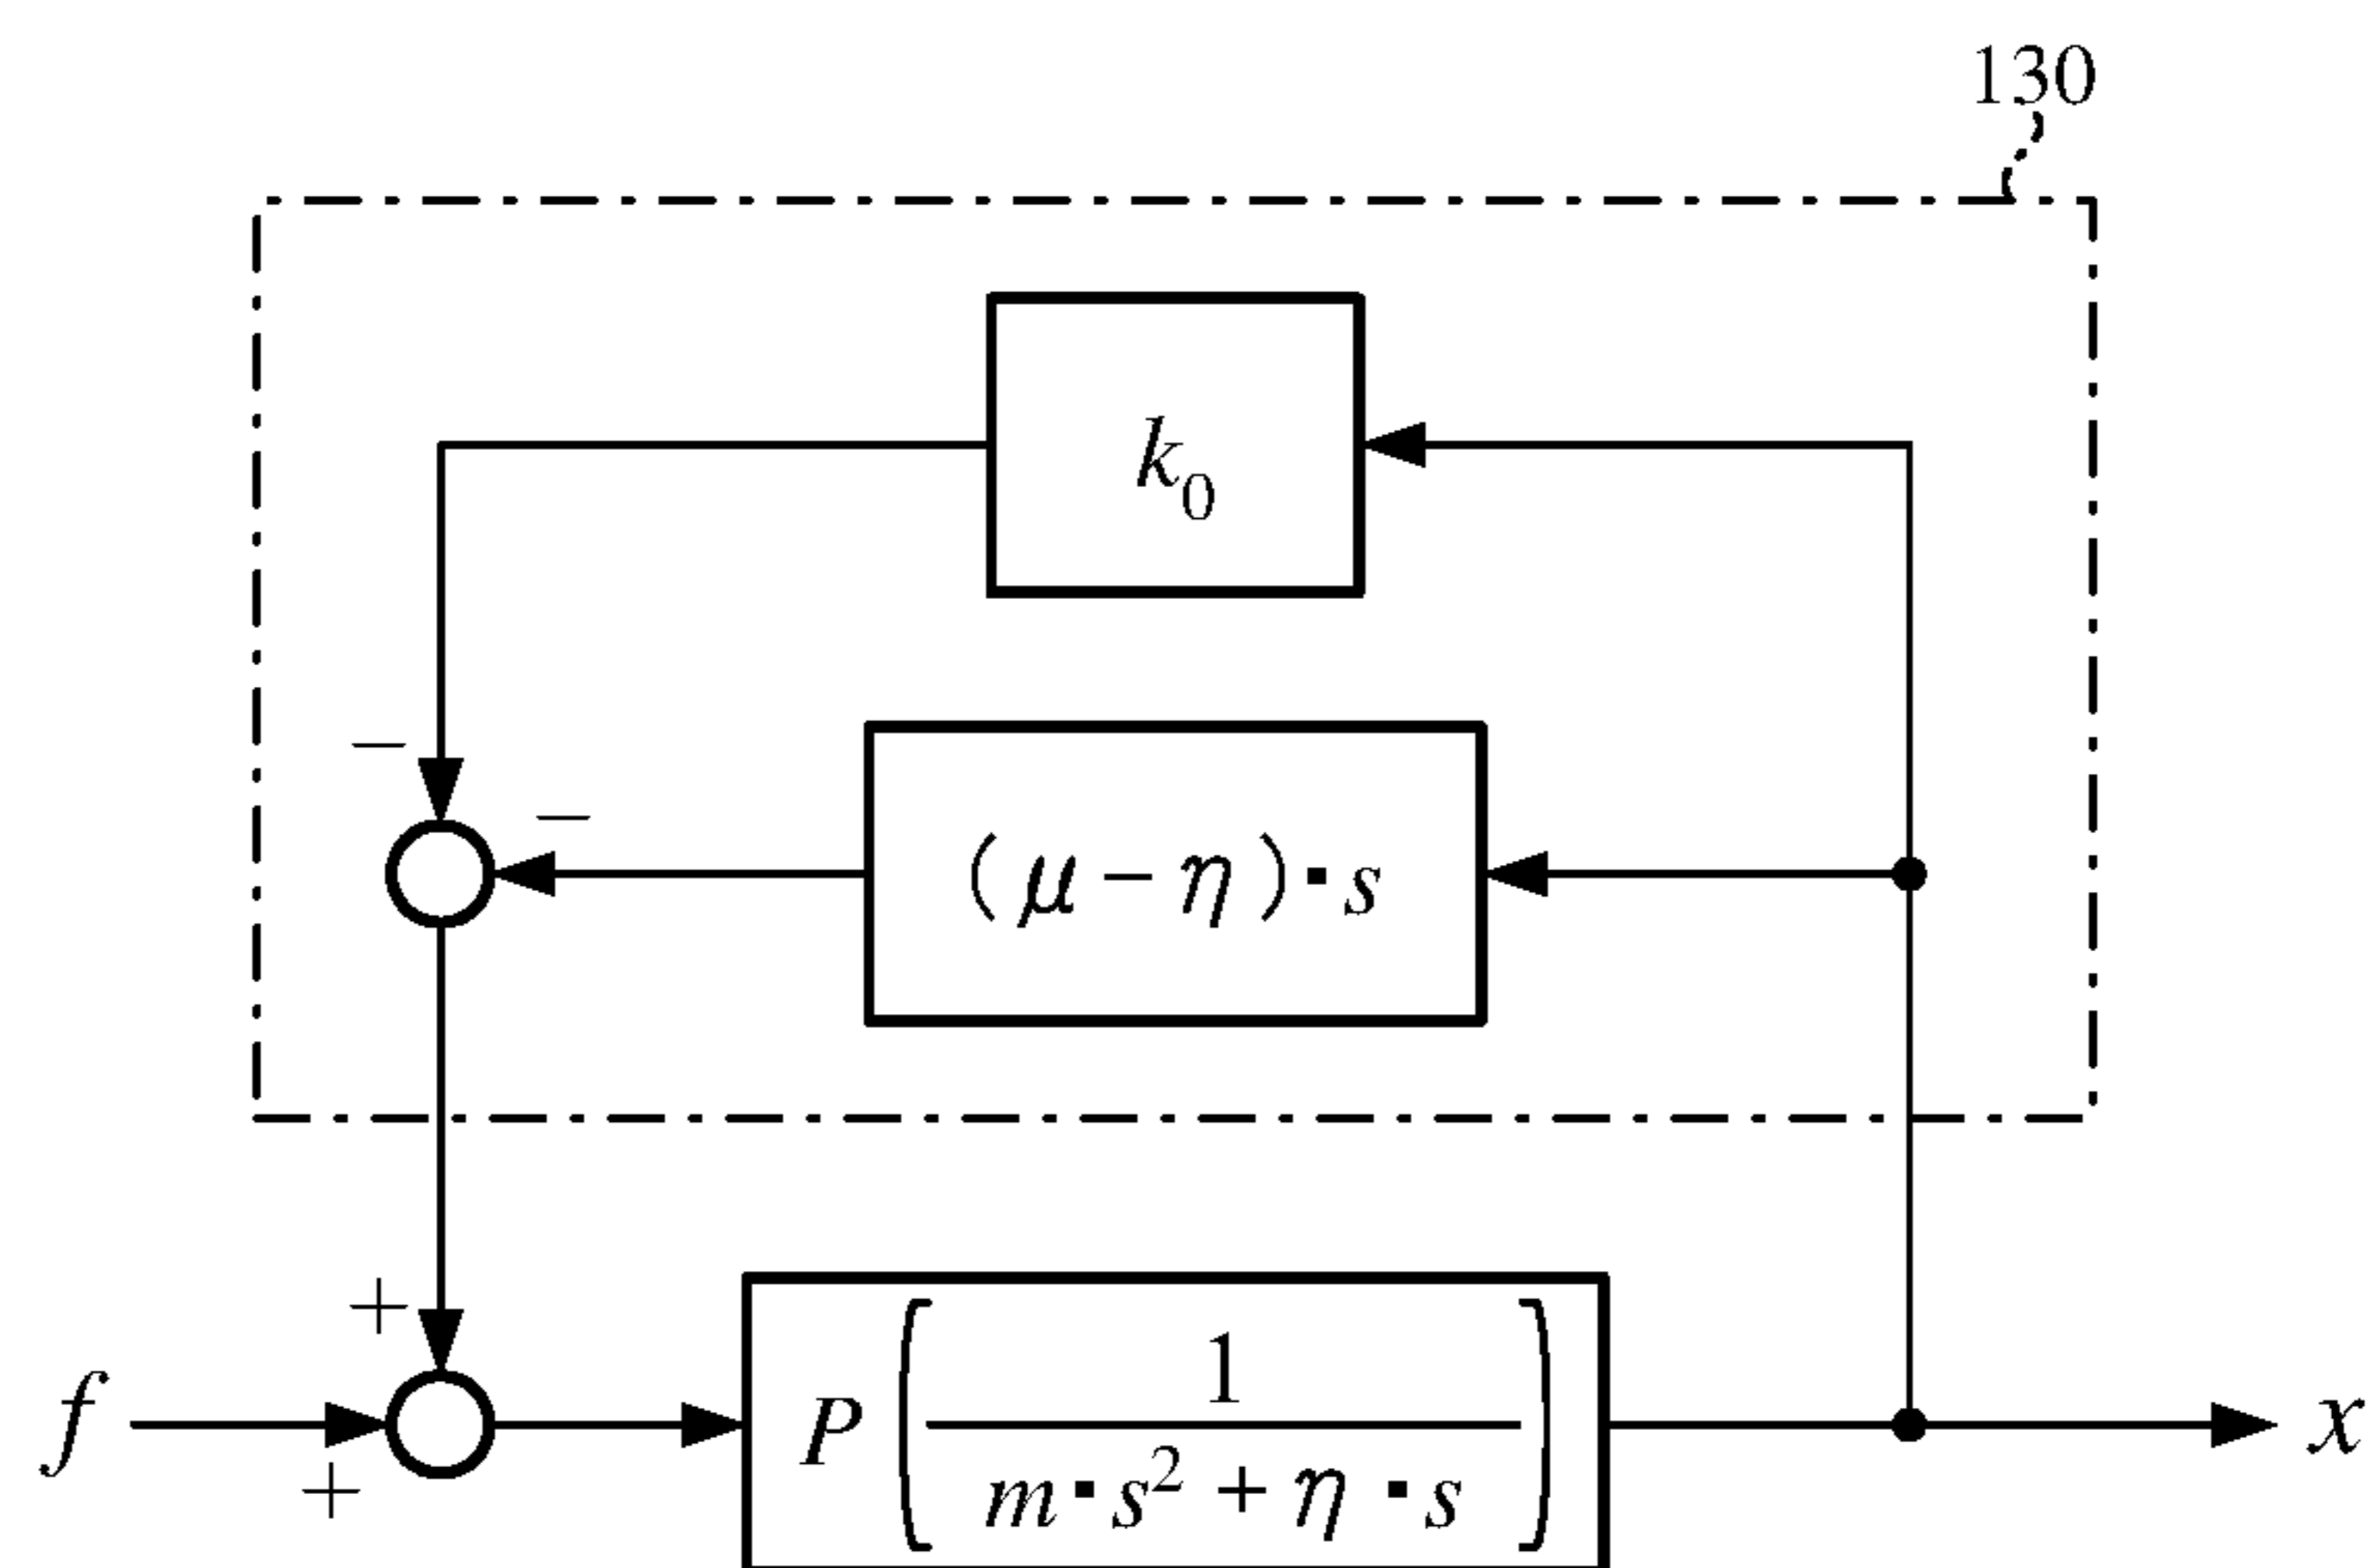 130
k₀
−
−
(μ−η)·s
+
f
+
P(1/(m·s²+η·s))
x